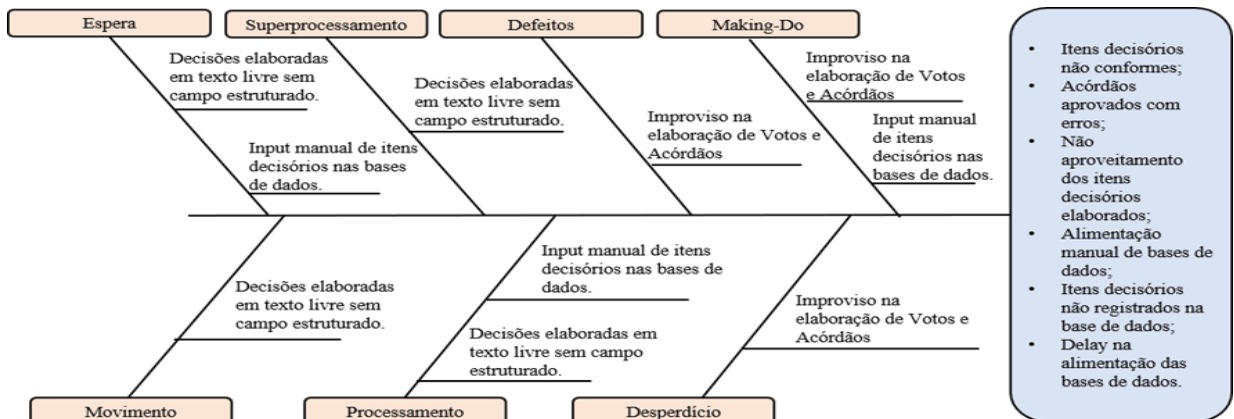 Espera
Superprocessamento
Defeitos
Making-Do
Decisões elaboradas
em texto livre sem
campo estruturado.
Input manual de itens
decisórios nas bases
de dados.
Decisões elaboradas
em texto livre sem
campo estruturado.
Improviso na
elaboração de Votos e
Acórdãos
Improviso na
elaboração de Votos
e Acórdãos
Input manual
de itens
decisórios nas
bases de dados.
Decisões elaboradas
em texto livre sem
campo estruturado.
Input manual de itens
decisórios nas bases de
dados.
Decisões elaboradas em
texto livre sem campo
estruturado.
Improviso na
elaboração de Votos e
Acórdãos
Movimento
Processamento
Desperdício
• Itens decisórios
não conformes;
• Acórdãos
aprovados com
erros;
• Não
aproveitamento
dos itens
decisórios
elaborados;
• Alimentação
manual de bases de
dados;
• Itens decisórios
não registrados na
base de dados;
• Delay na
alimentação das
bases de dados.